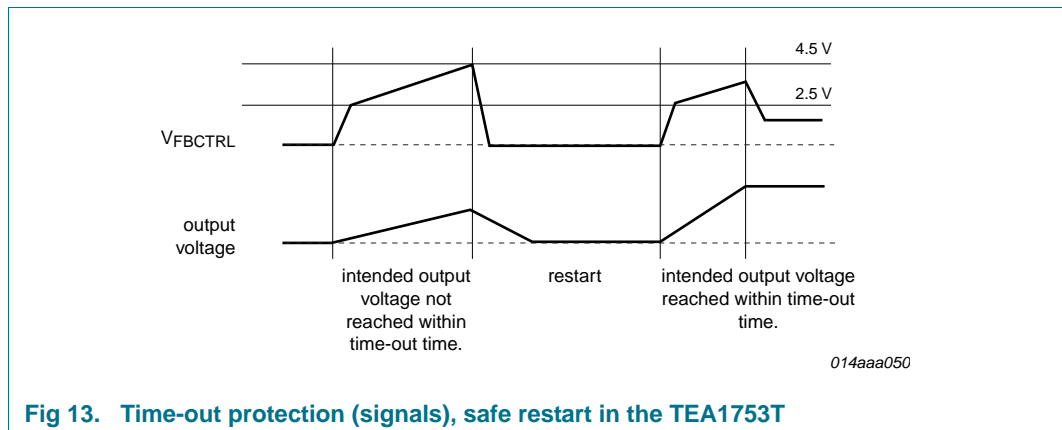 4.5 V
2.5 V
VFBCTRL
output
voltage
intended output
voltage not
reached within
time-out time.
restart
intended output voltage
reached within time-out
time.
014aaa050
Fig 13. Time-out protection (signals), safe restart in the TEA1753T